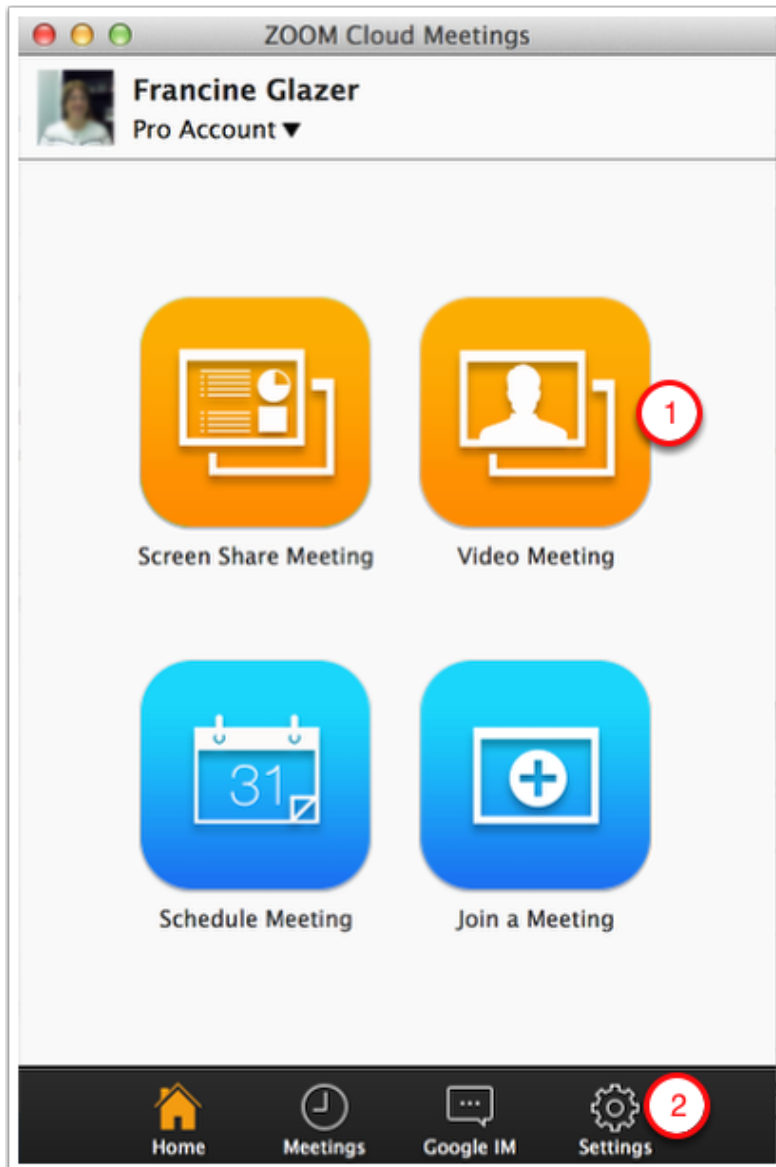 ZOOM Cloud Meetings
Francine Glazer
Pro Account ▼
1
Screen Share Meeting
Video Meeting
31
Schedule Meeting
Join a Meeting
2
Home
Meetings
Google IM
Settings